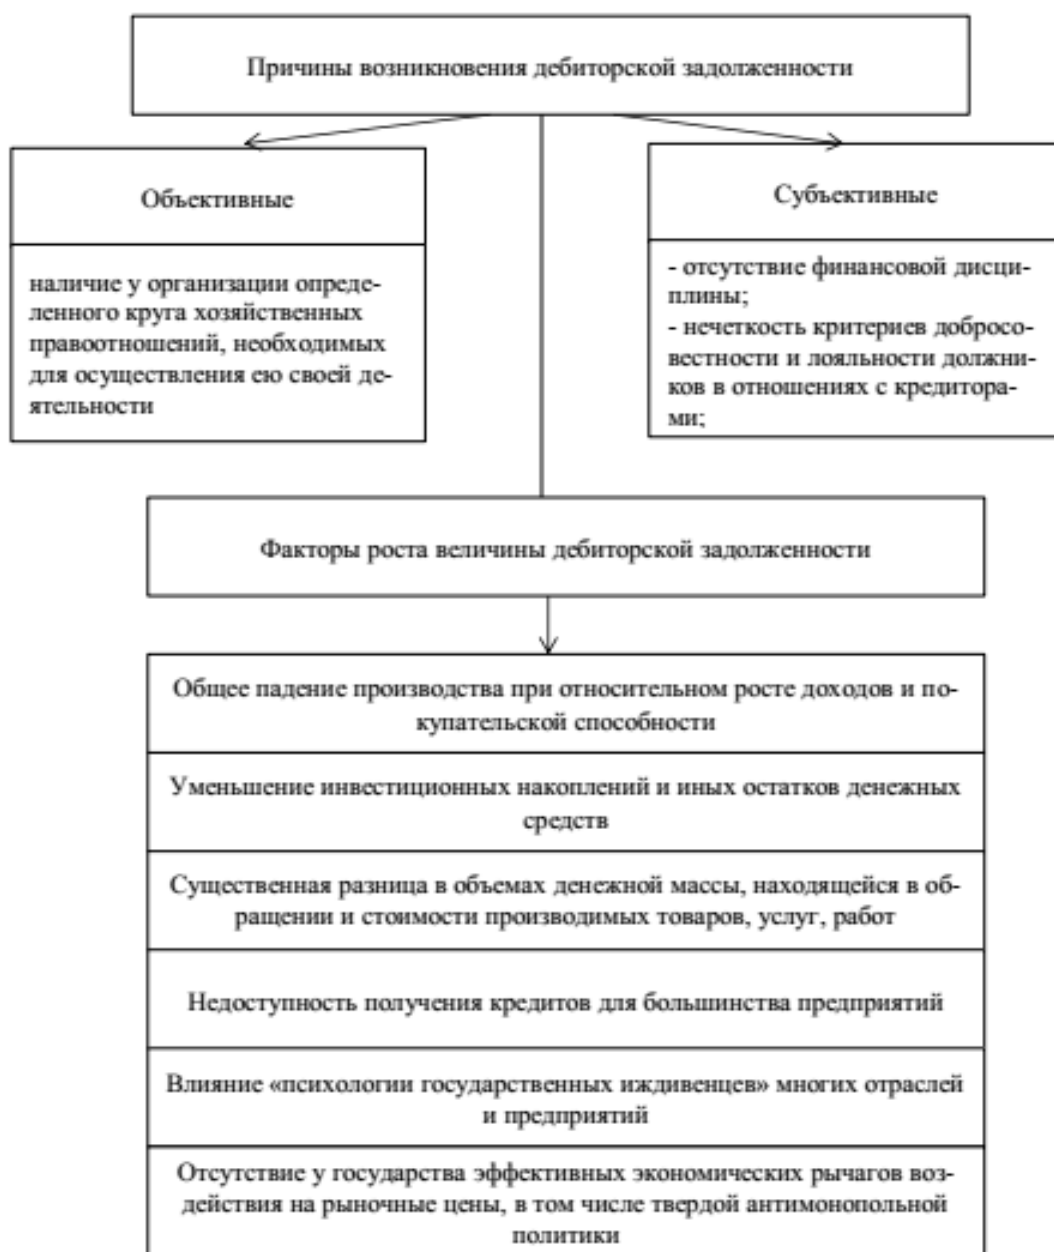 Причины возникновения дебиторской задолженности
Объективные
наличие у организации опреде-
ленного круга хозяйственных
правоотношений, необходимых
для осуществления ею своей де-
ятельности
Субъективные
- отсутствие финансовой дисци-
плины;
- нечеткость критериев добросо-
вестности и лояльности должни-
ков в отношениях с кредитора-
ми;
Факторы роста величины дебиторской задолженности
Общее падение производства при относительном росте доходов и по-
купательской способности
Уменьшение инвестиционных накоплений и иных остатков денежных
средств
Существенная разница в объемах денежной массы, находящейся в об-
ращении и стоимости производимых товаров, услуг, работ
Недоступность получения кредитов для большинства предприятий
Влияние «психологии государственных иждивенцев» многих отраслей
и предприятий
Отсутствие у государства эффективных экономических рычагов воз-
действия на рыночные цены, в том числе твердой антимонопольной
политики